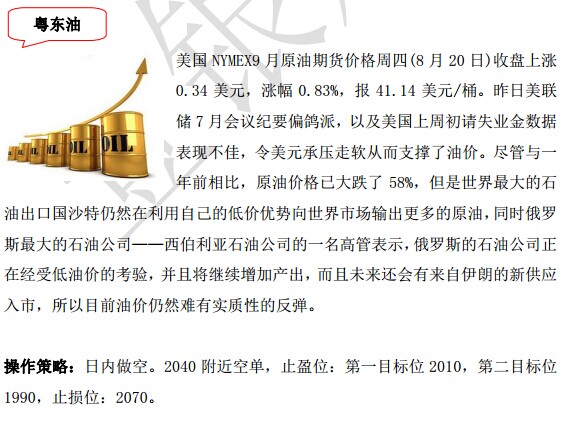 粤东油
美国 NYMEX9 月原油期货价格周四(8 月 20 日)收盘上涨
0.34 美元，涨幅 0.83%，报 41.14 美元/桶。昨日美联
储 7 月会议纪要偏鸽派，以及美国上周初请失业金数据
表现不佳，令美元承压走软从而支撑了油价。尽管与一
年前相比，原油价格已大跌了 58%，但是世界最大的石
油出口国沙特仍然在利用自己的低价优势向世界市场输出更多的原油，同时俄罗
斯最大的石油公司——西伯利亚石油公司的一名高管表示，俄罗斯的石油公司正
在经受低油价的考验，并且将继续增加产出，而且未来还会有来自伊朗的新供应
入市，所以目前油价仍然难有实质性的反弹。
OIL
OIL
OIL
操作策略：日内做空。2040 附近空单，止盈位：第一目标位 2010，第二目标位
1990，止损位：2070。